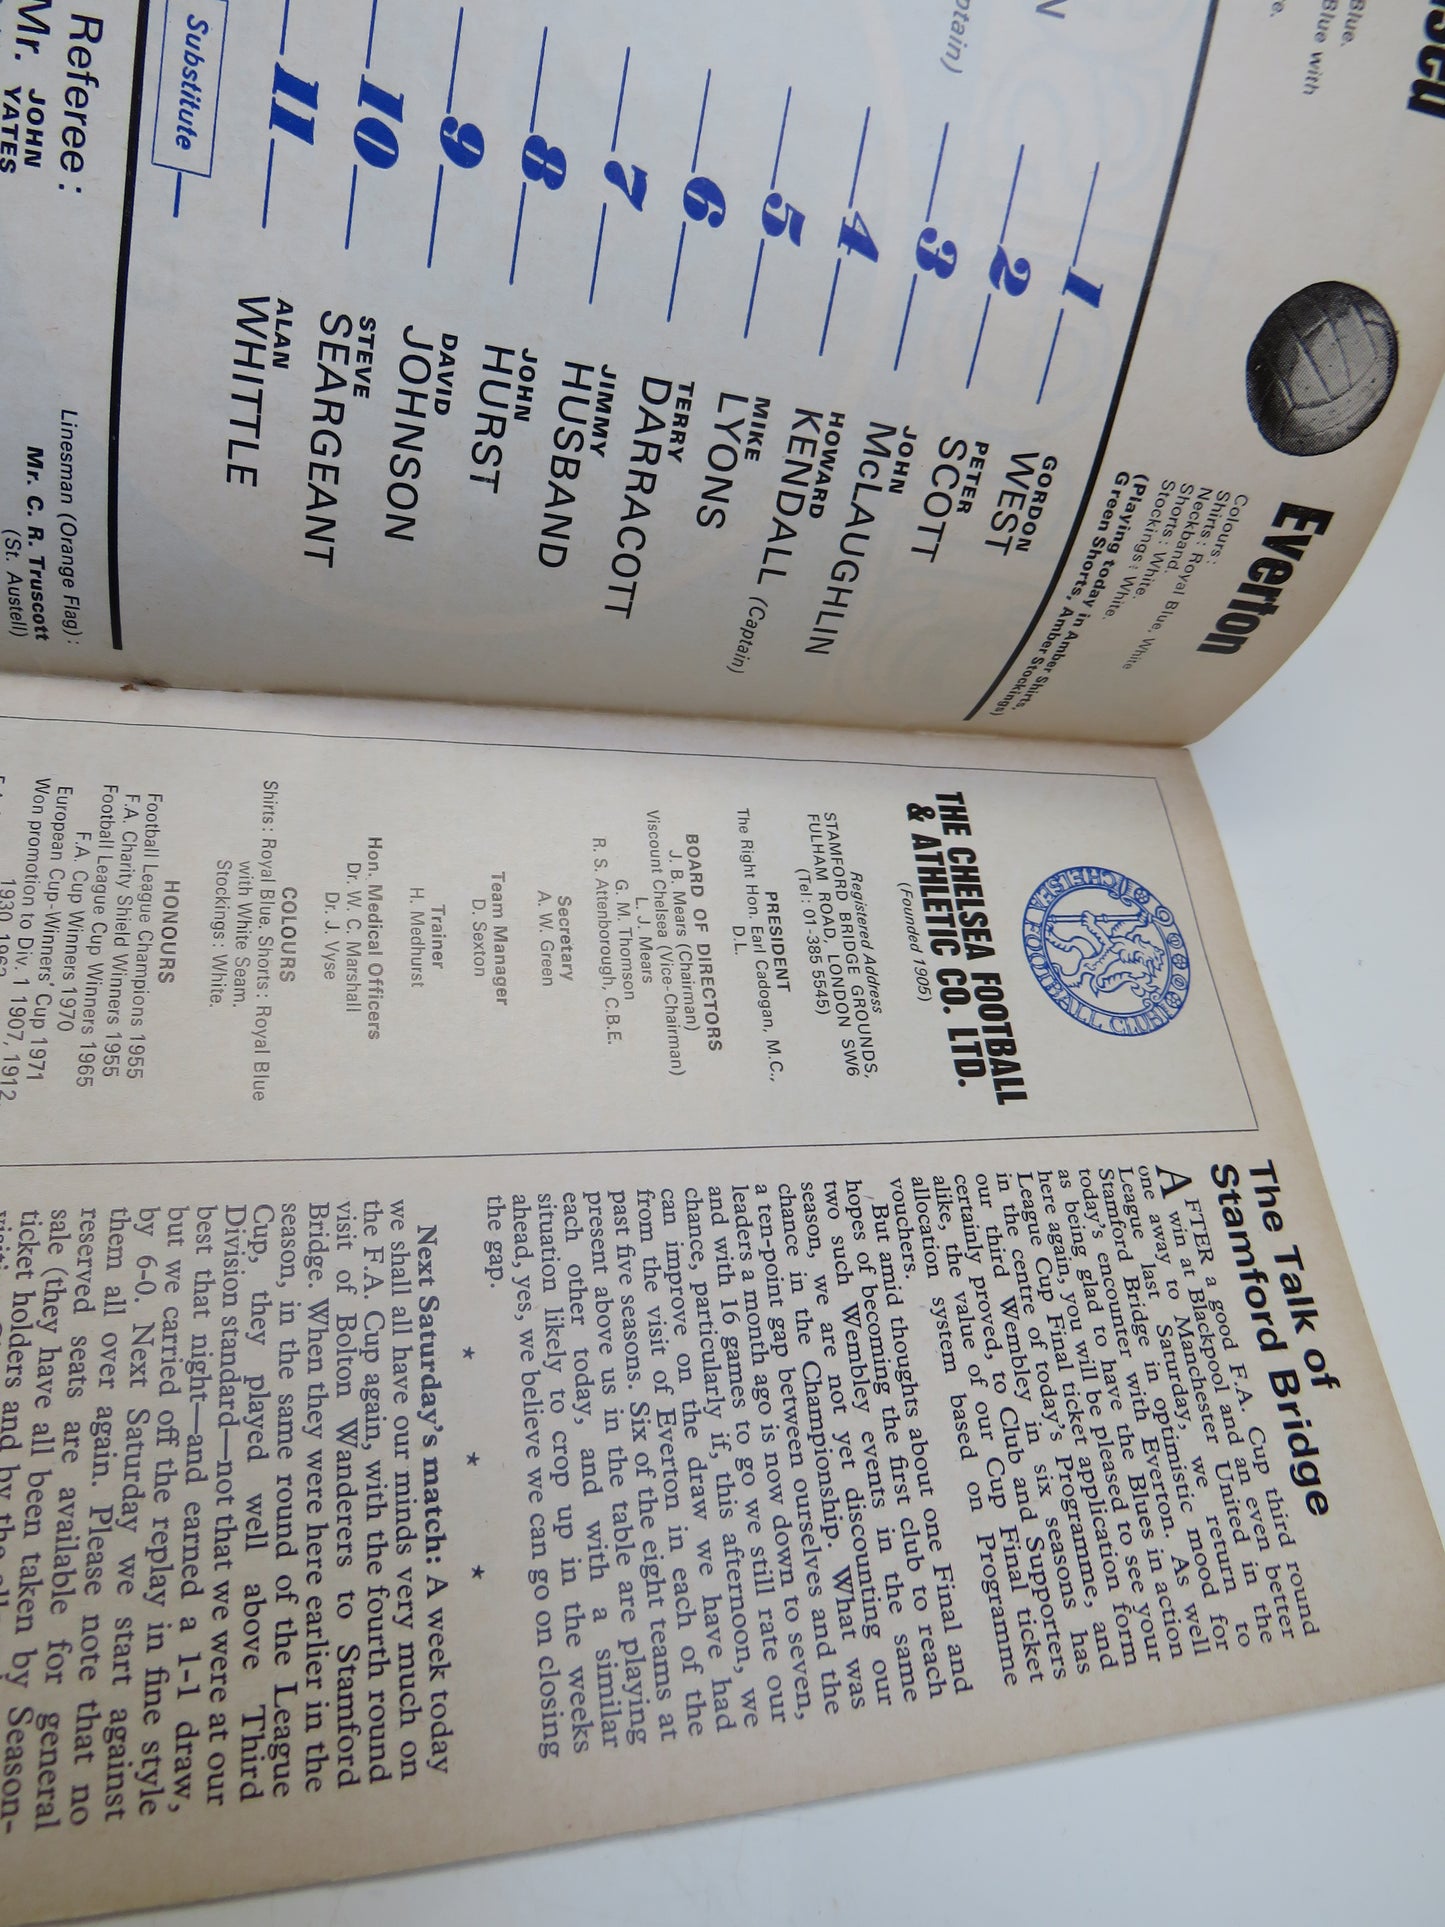 Blue.
Blue with
Everton
Colours:
Shirts: Royal Blue, White
Neckband.
Shorts: White.
Stockings: White.
(Playing today in Amber Shirts,
Green Shorts, Amber Stockings)
1 GORDON WEST
2 PETER SCOTT
3 JOHN McLAUGHLIN
4 HOWARD KENDALL (Captain)
5 MIKE LYONS
6 TERRY DARRACOTT
7 JIMMY HUSBAND
8 JOHN HURST
9 DAVID JOHNSON
10 STEVE SEARGEANT
11 ALAN WHITTLE
Substitute
Referee:
Mr. JOHN
YATES
Linesman (Orange Flag):
Mr. C. R. Truscott
(St. Austell)
CHELSEA FOOTBALL CLUB
THE CHELSEA FOOTBALL
& ATHLETIC CO. LTD.
(Founded 1905)
Registered Address
STAMFORD BRIDGE GROUNDS,
FULHAM ROAD, LONDON SW6
(Tel: 01-385 5545)
PRESIDENT
The Right Hon. Earl Cadogan, M.C.,
D.L.
BOARD OF DIRECTORS
J. B. Mears (Chairman)
Viscount Chelsea (Vice-Chairman)
L. J. Mears
G. M. Thomson
R. S. Attenborough, C.B.E.
Secretary
A. W. Green
Team Manager
D. Sexton
Trainer
H. Medhurst
Hon. Medical Officers
Dr. W. C. Marshall
Dr. J. Vyse
COLOURS
Shirts: Royal Blue. Shorts: Royal Blue
with White Seam.
Stockings: White.
HONOURS
Football League Champions 1955
F.A. Charity Shield Winners 1955
Football League Cup Winners 1965
F.A. Cup Winners 1970
European Cup-Winners' Cup 1971
Won promotion to Div. 1 1907, 1912,
The Talk of
Stamford Bridge
AFTER a good F.A. Cup third round
win at Blackpool and an even better
one away to Manchester United in the
League last Saturday, we return to
Stamford Bridge in optimistic mood for
today's encounter with Everton. As well
as being glad to have the Blues in action
here again, you will be pleased to see your
League Cup Final ticket application form
in the centre of today's Programme, and
our third Wembley in six seasons has
certainly proved, to Club and Supporters
alike, the value of our Cup Final ticket
allocation system based on Programme
vouchers.
But amid thoughts about one Final and
hopes of becoming the first club to reach
two such Wembley events in the same
season, we are not yet discounting our
chance in the Championship. What was
a ten-point gap between ourselves and the
leaders a month ago is now down to seven,
and with 16 games to go we still rate our
chance, particularly if, this afternoon, we
can improve on the draw we have had
from the visit of Everton in each of the
past five seasons. Six of the eight teams at
present above us in the table are playing
each other today, and with a similar
situation likely to crop up in the weeks
ahead, yes, we believe we can go on closing
the gap.
* * *
Next Saturday's match: A week today
we shall all have our minds very much on
the F.A. Cup again, with the fourth round
visit of Bolton Wanderers to Stamford
Bridge. When they were here earlier in the
season, in the same round of the League
Cup, they played well above Third
Division standard—not that we were at our
best that night—and earned a 1-1 draw,
but we carried off the replay in fine style
by 6-0. Next Saturday we start against
them all over again. Please note that no
reserved seats are available for general
sale (they have all been taken by Season-
ticket holders and by the